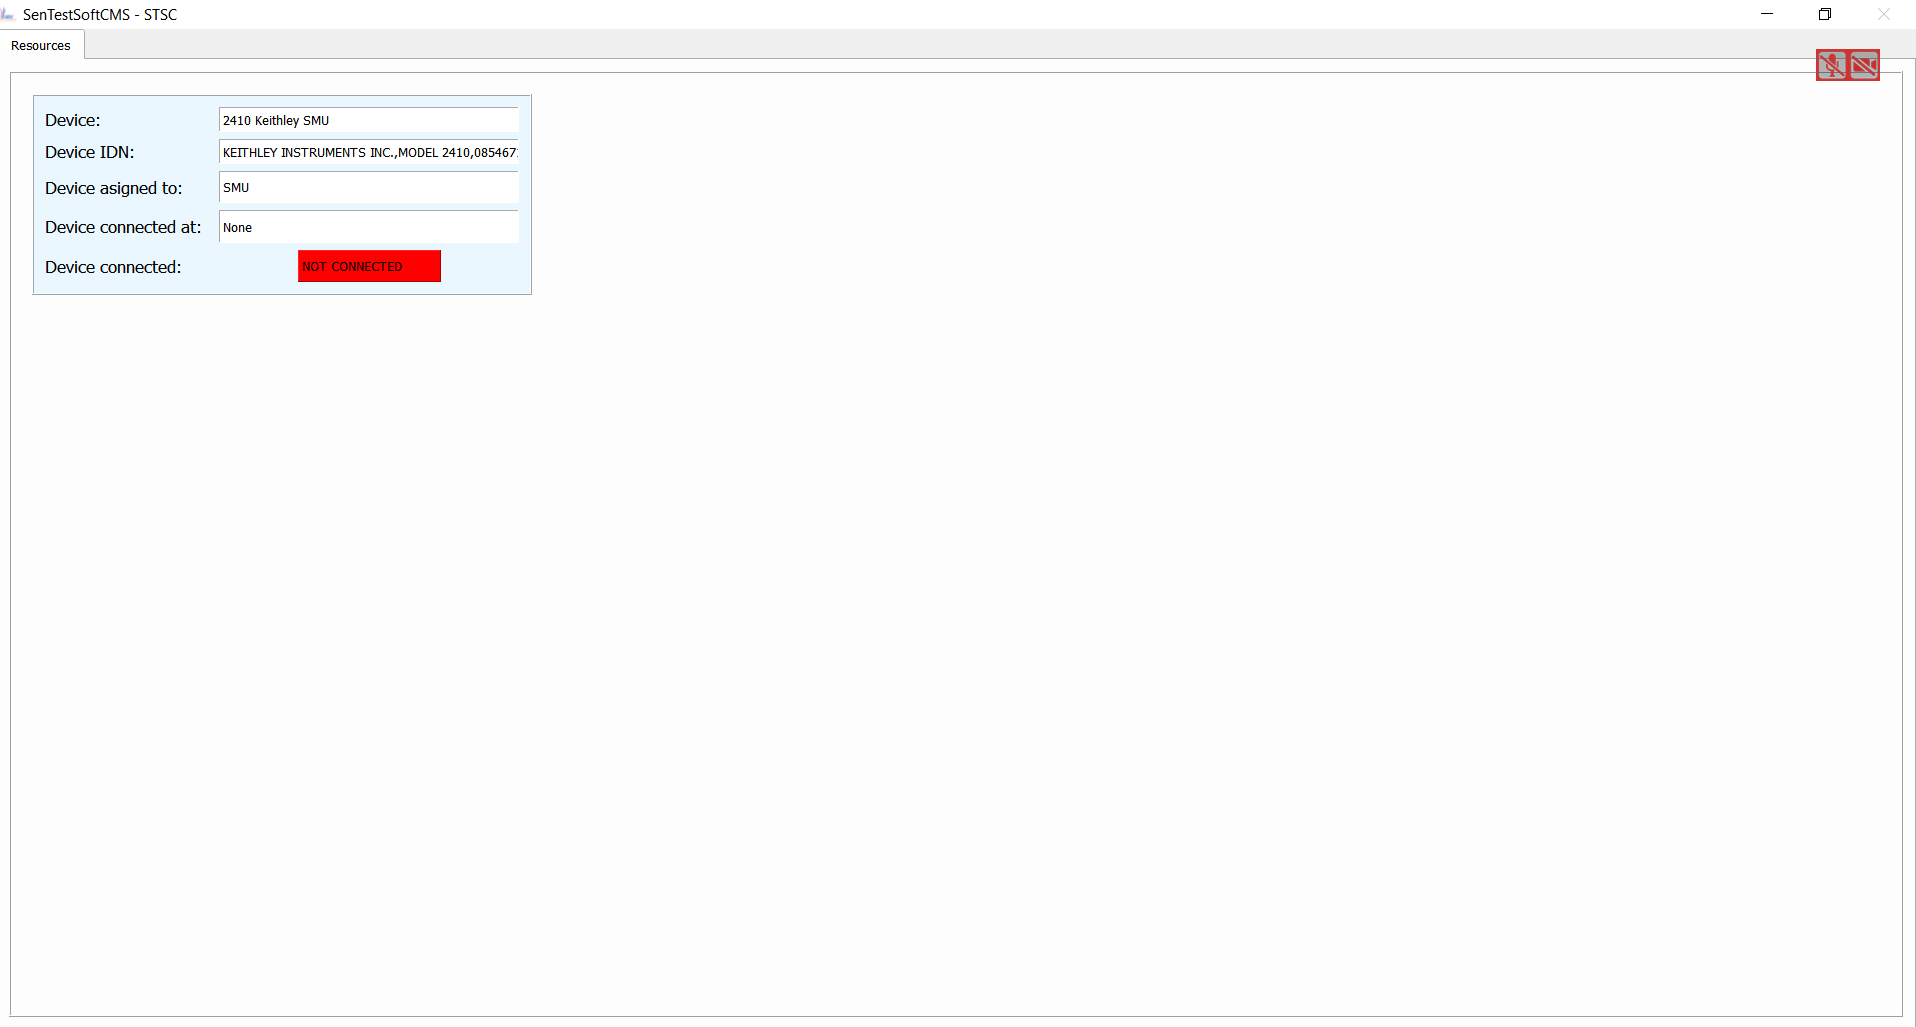 SenTestSoftCMS - STSC
Resources
Device: 2410 Keithley SMU
Device IDN: KEITHLEY INSTRUMENTS INC.,MODEL 2410,085467
Device asigned to: SMU
Device connected at: None
Device connected: NOT CONNECTED